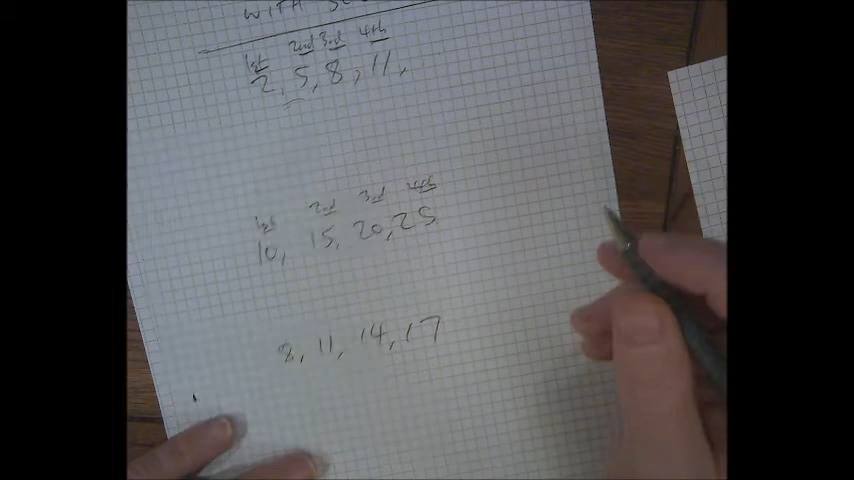 WITH
1st 2nd 3rd 4th
2, 5, 8, 11,
1st 2nd 3rd 4th
10, 15, 20, 25
8, 11, 14, 17